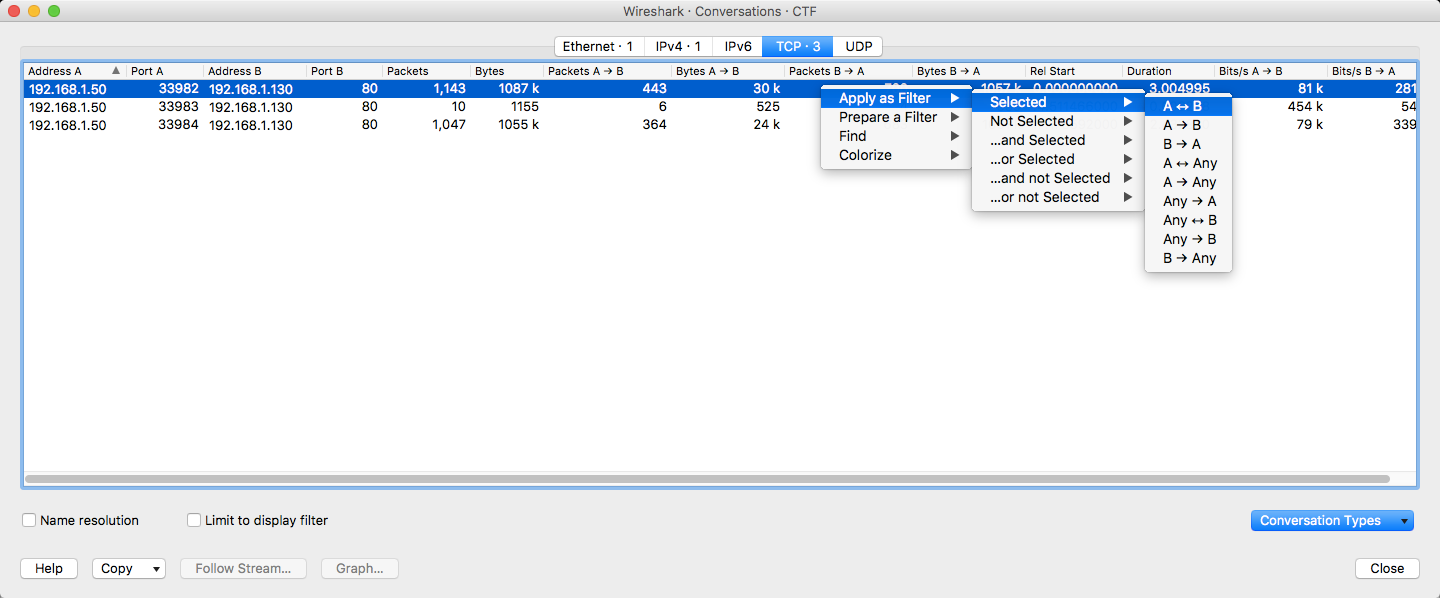 Wireshark · Conversations · CTF
Ethernet · 1 IPv4 · 1 IPv6 TCP · 3 UDP
Address A Port A Address B Port B Packets Bytes Packets A → B Bytes A → B Packets B → A Bytes B → A Rel Start Duration Bits/s A → B Bits/s B → A
192.168.1.50 33982 192.168.1.130 80 1,143 1087 k 443 30 k 1057 k 0.000000000 3.004995 81 k 281
192.168.1.50 33983 192.168.1.130 80 10 1155 6 525 454 k 54
192.168.1.50 33984 192.168.1.130 80 1,047 1055 k 364 24 k 79 k 339
Apply as Filter
Prepare a Filter
Find
Colorize
Selected
Not Selected
...and Selected
...or Selected
...and not Selected
...or not Selected
A ↔ B
A → B
B → A
A ↔ Any
A → Any
Any → A
Any ↔ B
Any → B
B → Any
Name resolution Limit to display filter Conversation Types
Help Copy Follow Stream... Graph... Close